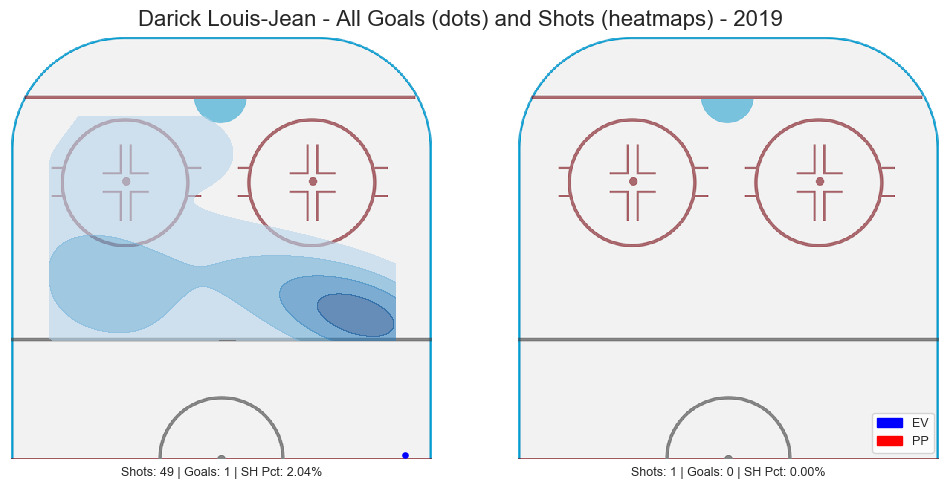 Darick Louis-Jean - All Goals (dots) and Shots (heatmaps) - 2019
EV
PP
Shots: 49 | Goals: 1 | SH Pct: 2.04%
Shots: 1 | Goals: 0 | SH Pct: 0.00%